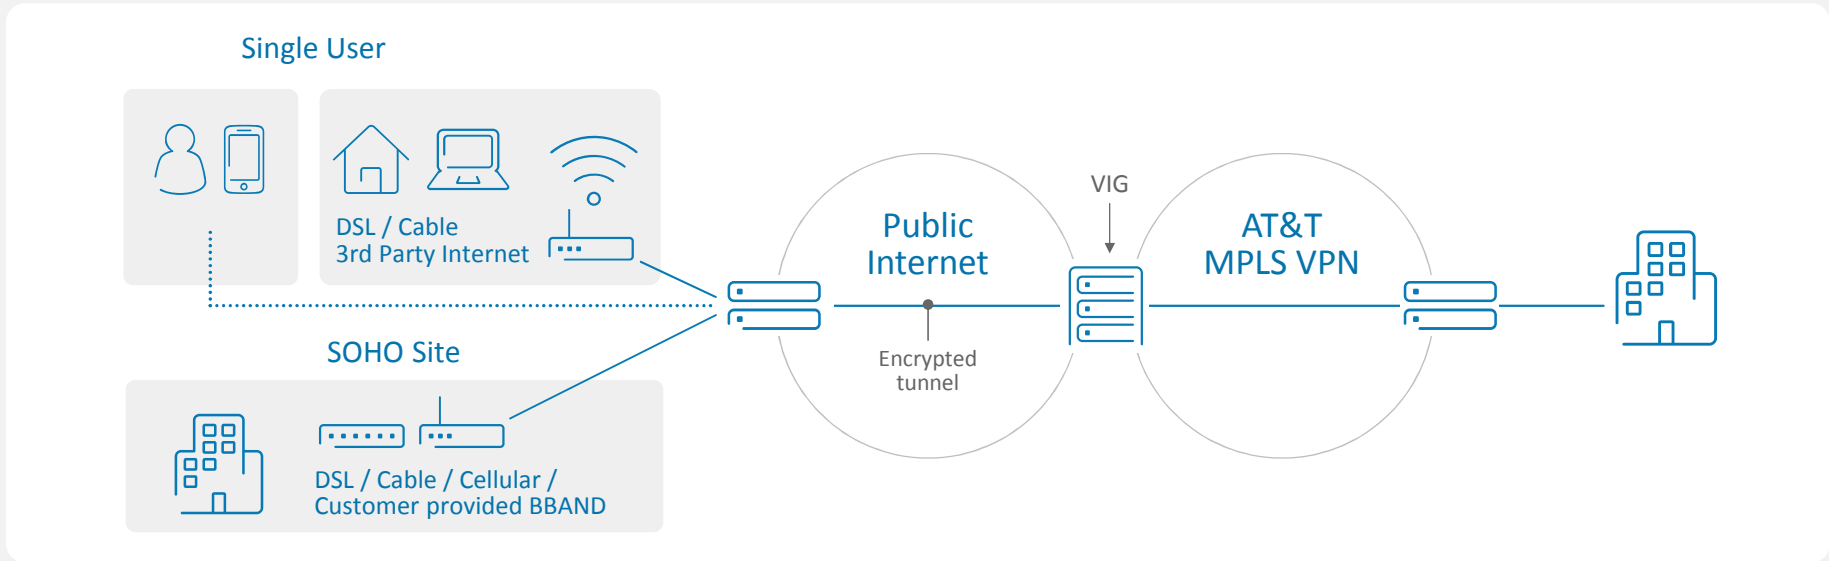 Single User
DSL / Cable
3rd Party Internet
SOHO Site
DSL / Cable / Cellular /
Customer provided BBAND
Public
Internet
Encrypted
tunnel
VIG
AT&T
MPLS VPN